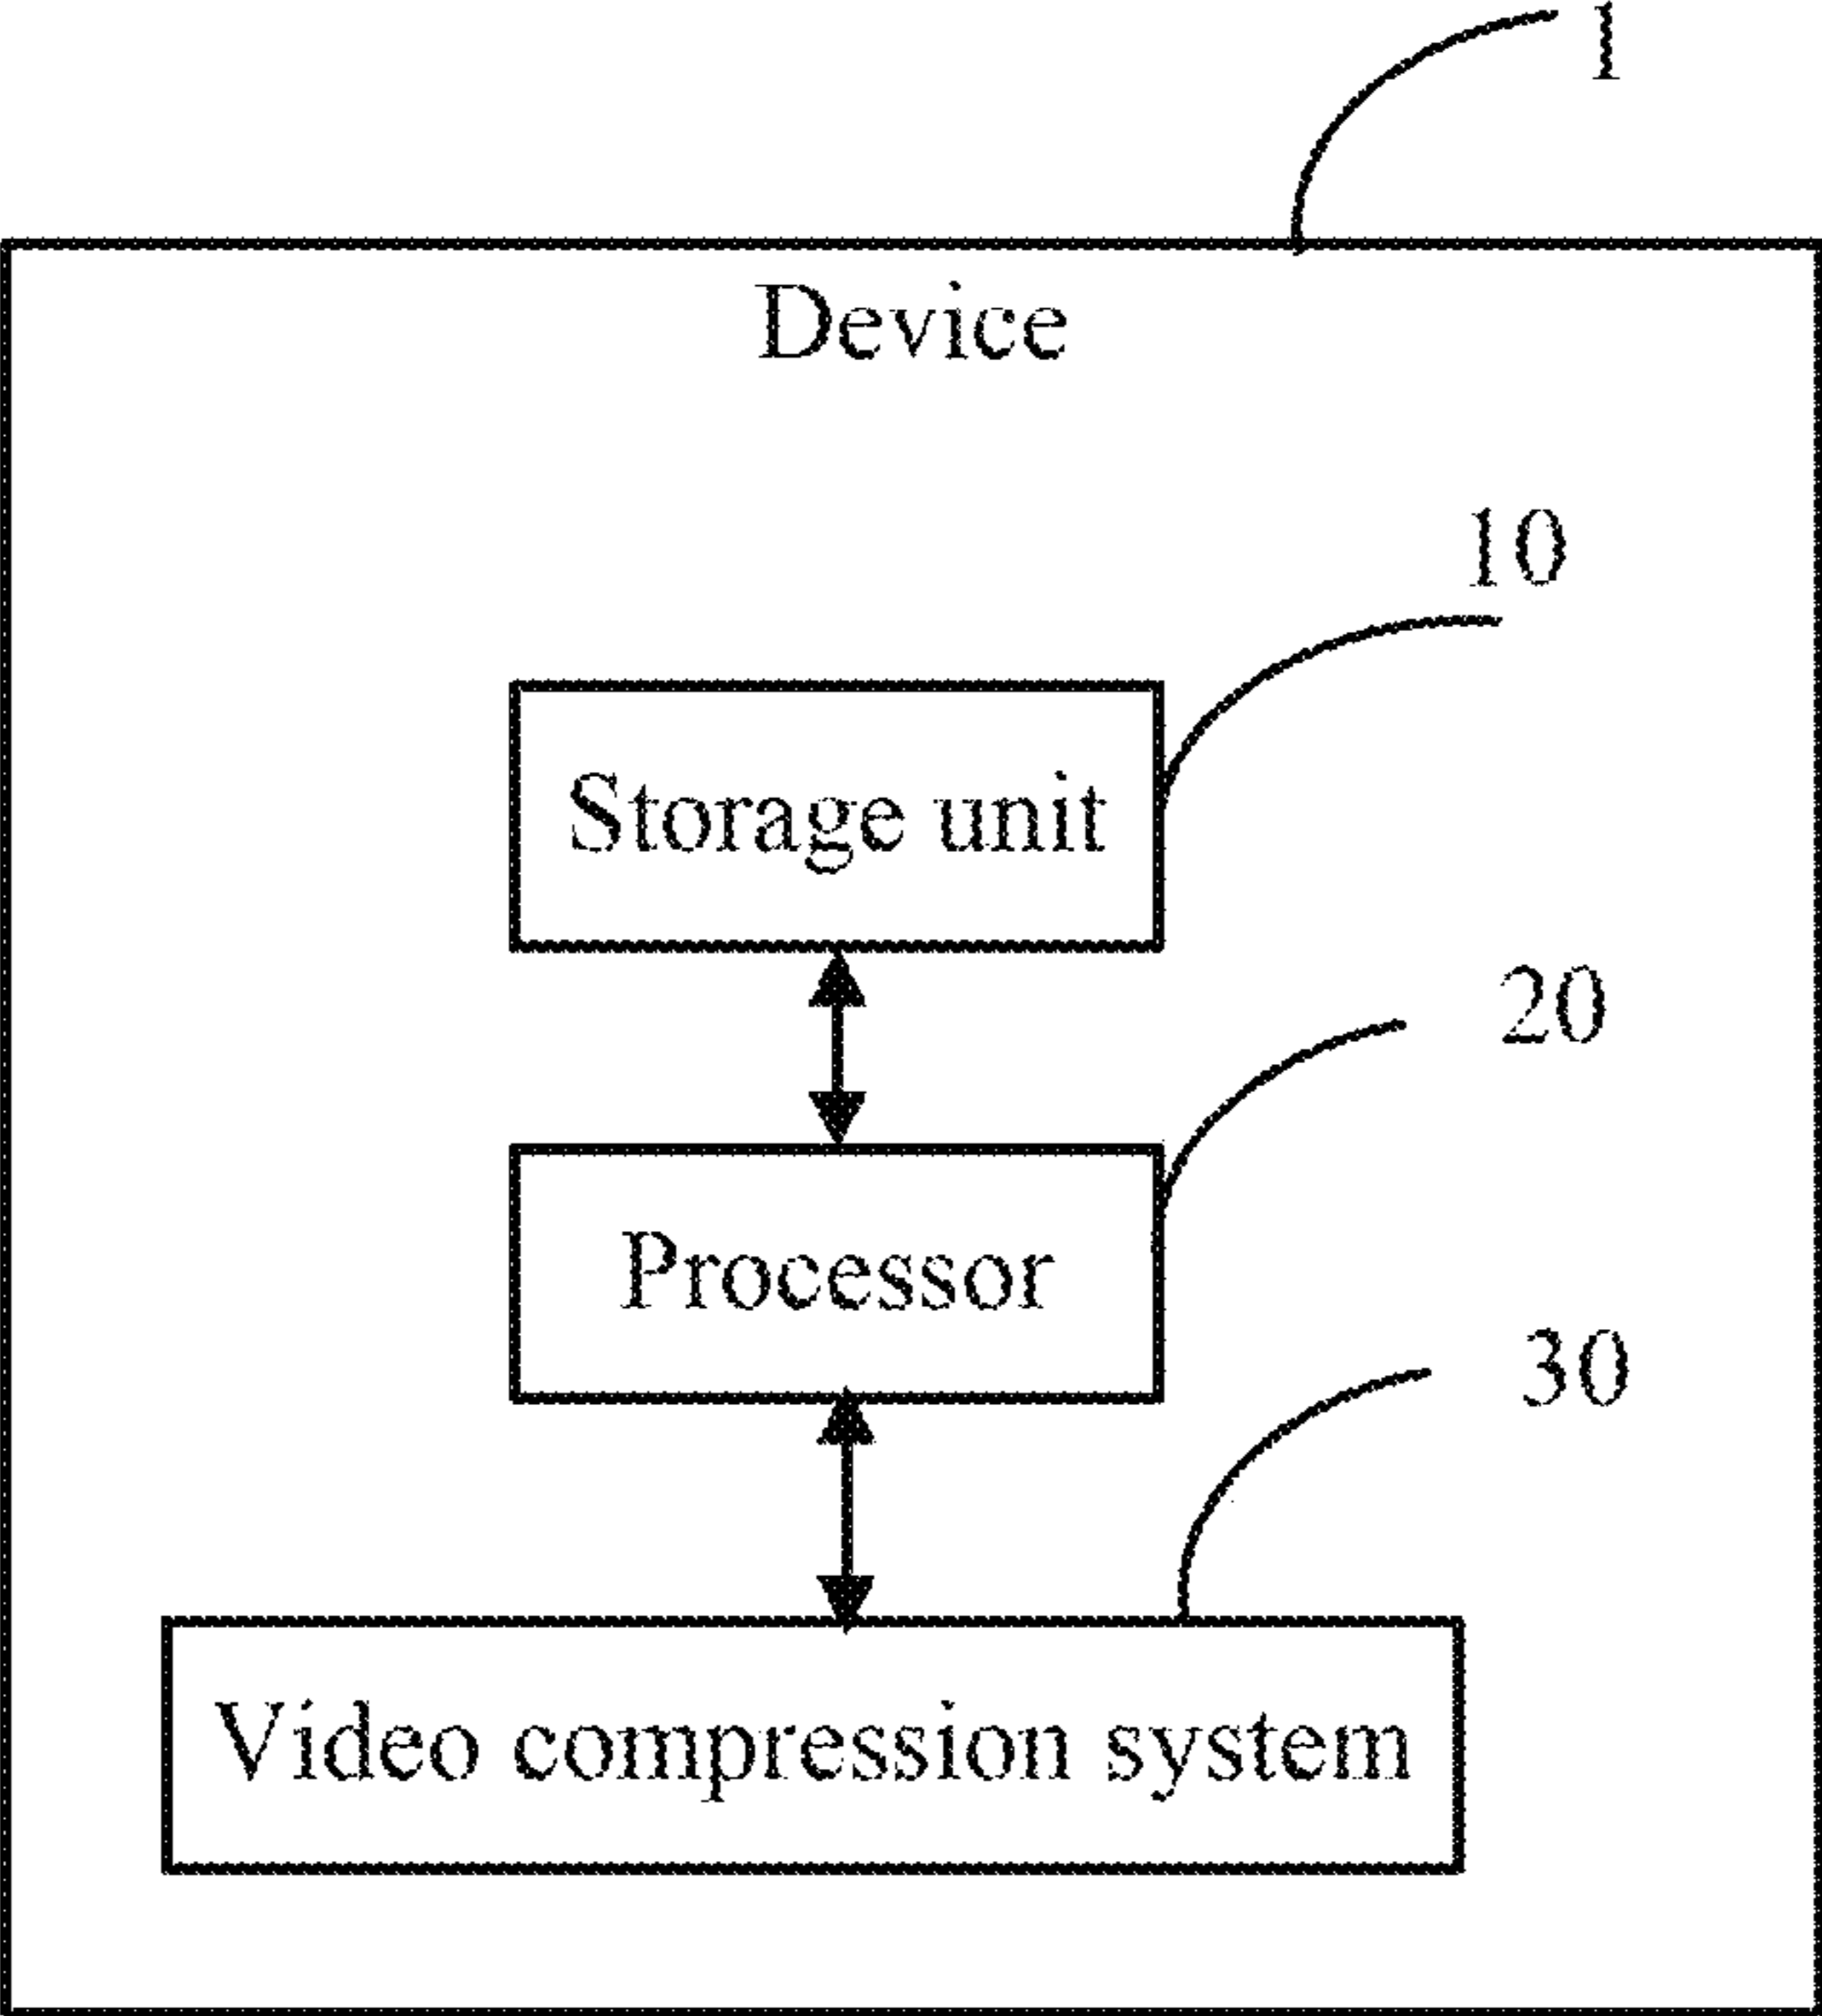 1
Device
10
Storage unit
20
Processor
30
Video compression system